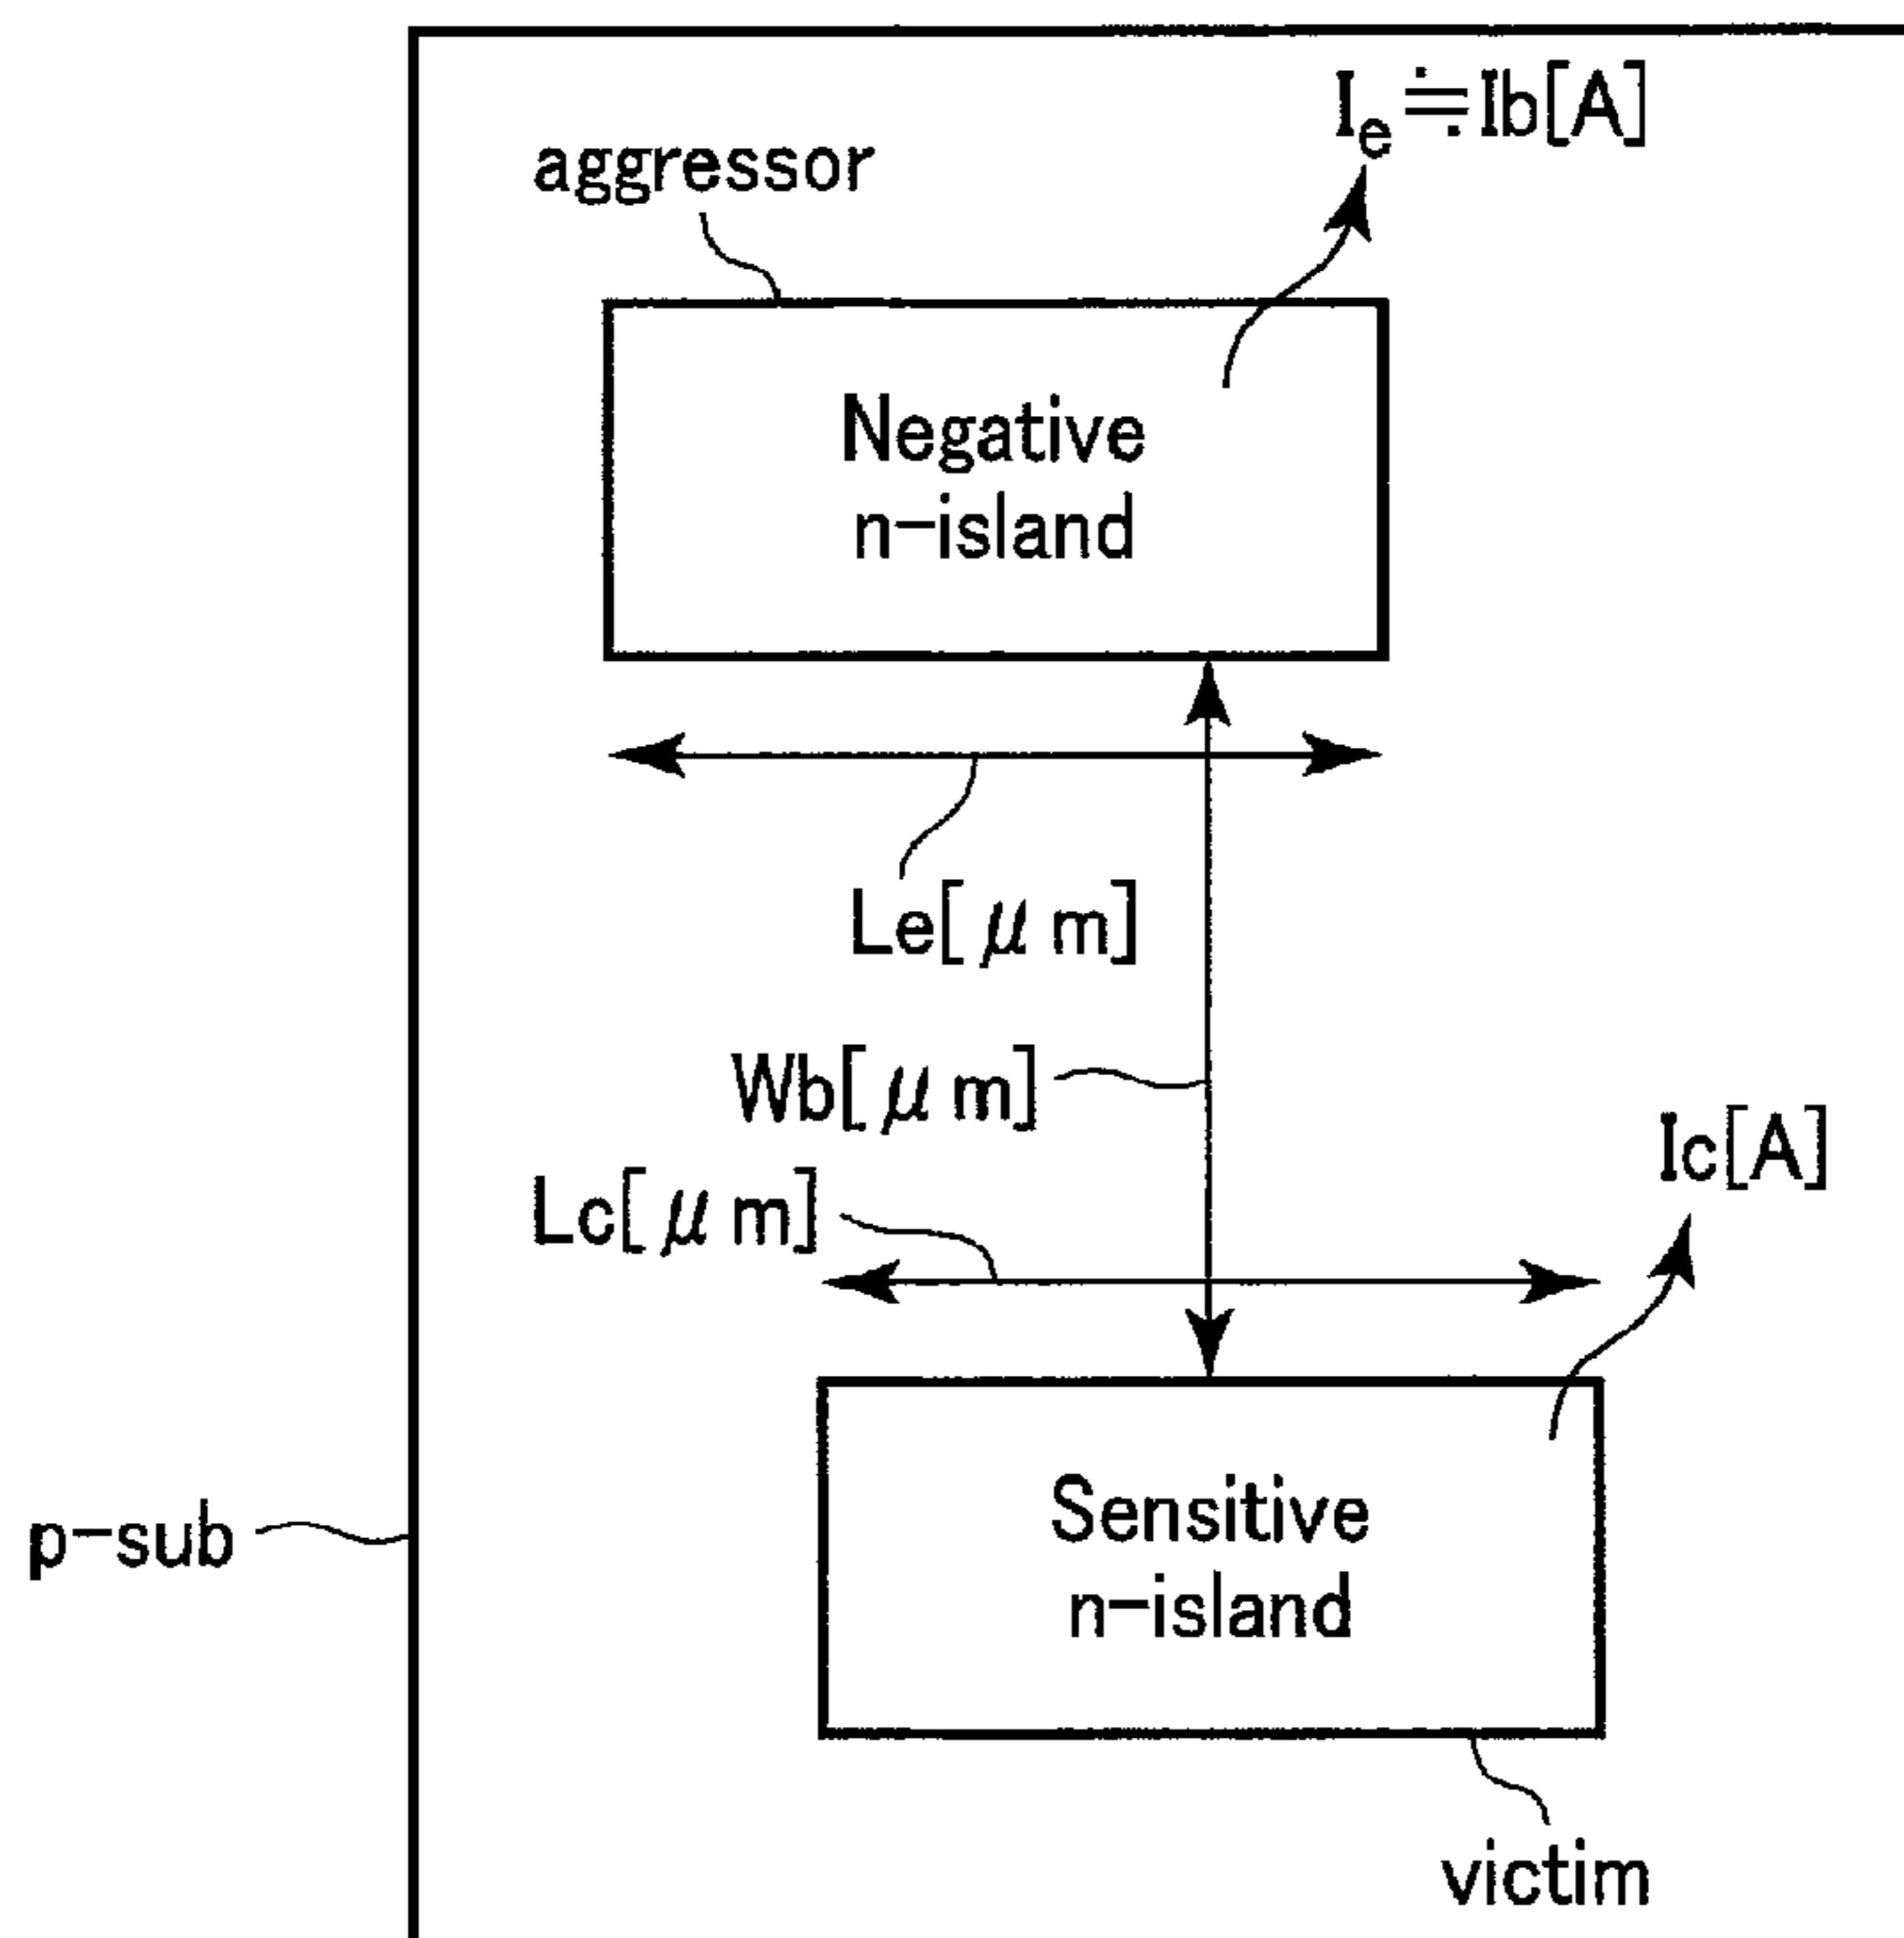 Ie≒Ib[A]
aggressor
Negative
n-island
Le[μm]
Wb[μm]
Ic[A]
Lc[μm]
Sensitive
n-island
p-sub
victim